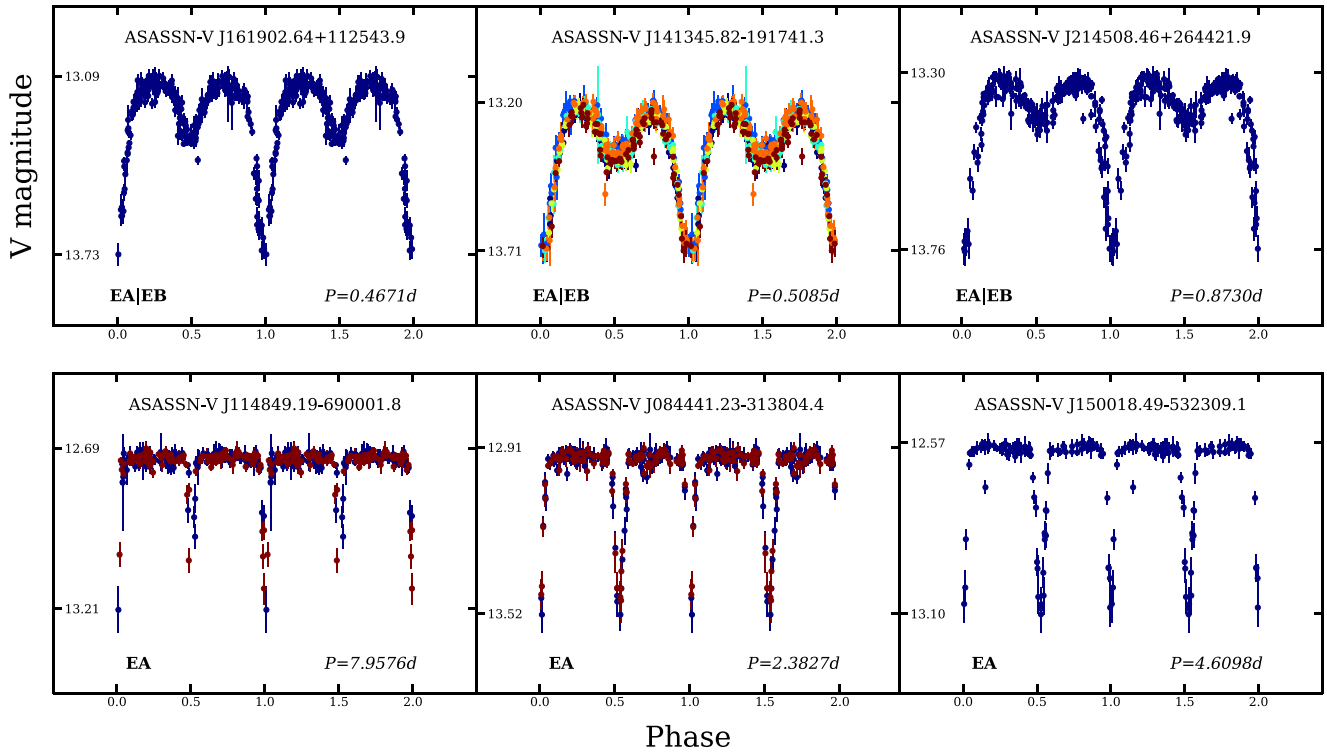 V magnitude
ASASSN-V J161902.64+112543.9
13.09
13.73
EA|EB
P=0.4671d
0.0 0.5 1.0 1.5 2.0
ASASSN-V J141345.82-191741.3
13.20
13.71
EA|EB
P=0.5085d
0.0 0.5 1.0 1.5 2.0
ASASSN-V J214508.46+264421.9
13.30
13.76
EA|EB
P=0.8730d
0.0 0.5 1.0 1.5 2.0
ASASSN-V J114849.19-690001.8
12.69
13.21
EA
P=7.9576d
0.0 0.5 1.0 1.5 2.0
ASASSN-V J084441.23-313804.4
12.91
13.52
EA
P=2.3827d
0.0 0.5 1.0 1.5 2.0
ASASSN-V J150018.49-532309.1
12.57
13.10
EA
P=4.6098d
0.0 0.5 1.0 1.5 2.0
Phase